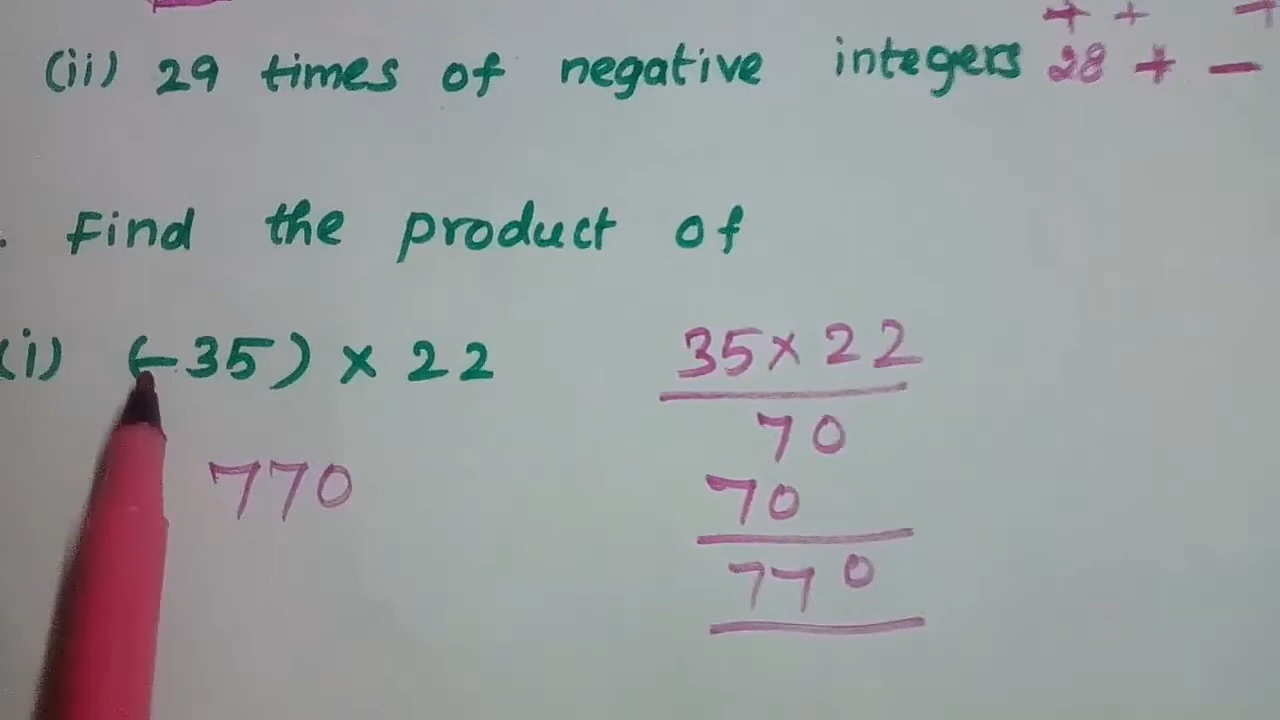 + +
(ii) 29 times of negative integers 28 + -
Find the product of
(i) (-35) × 22
35 × 22
70
770
70
770